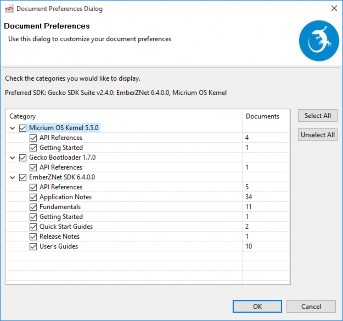 Document Preferences Dialog
Document Preferences
Use this dialog to customize your document preferences
Check the categories you would like to display.
Preferred SDK: Gecko SDK Suite v2.4.0: EmberZNet 6.4.0.0, Micrium OS Kernel
Category Documents
Micrium OS Kernel 5.5.0
API References 4
Getting Started 1
Gecko Bootloader 1.7.0
API References 1
EmberZNet SDK 6.4.0.0
API References 5
Application Notes 34
Fundamentals 11
Getting Started 1
Quick Start Guides 2
Release Notes 1
User's Guides 10
Select All
Unselect All
OK Cancel